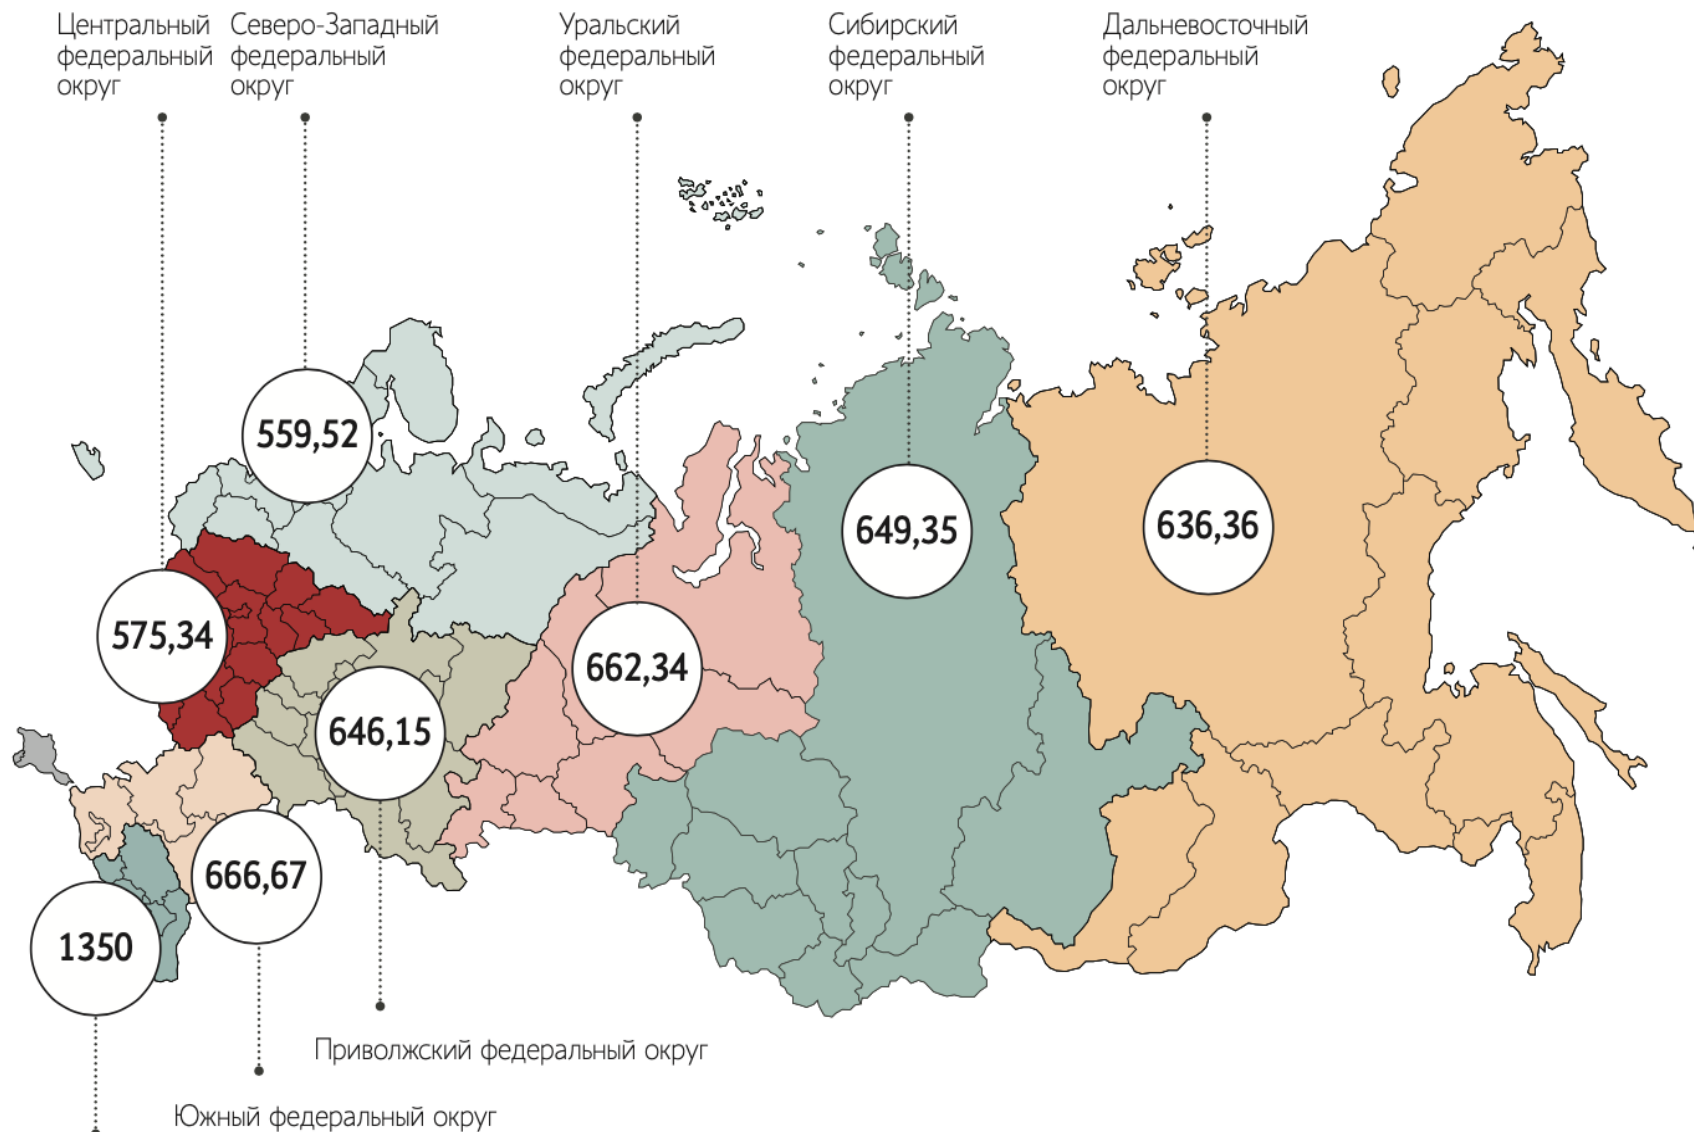 Центральный
федеральный
округ
Северо-Западный
федеральный
округ
Уральский
федеральный
округ
Сибирский
федеральный
округ
Дальневосточный
федеральный
округ
559,52
575,34
649,35
636,36
662,34
646,15
666,67
1350
Приволжский федеральный округ
Южный федеральный округ